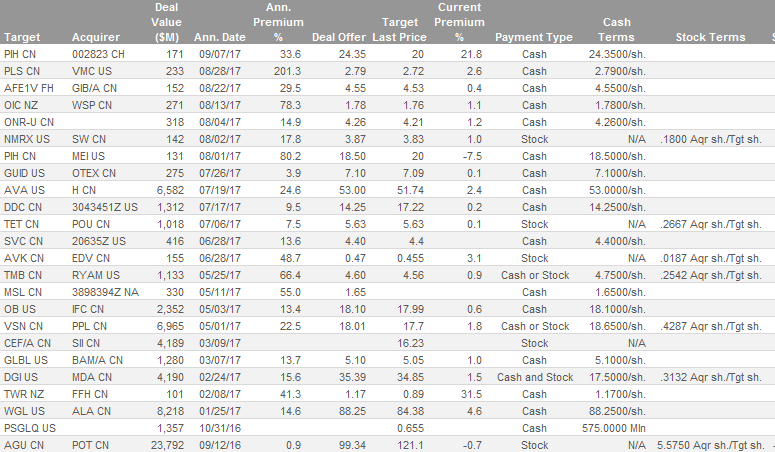 Target Acquirer Deal Value ($M) Ann. Date Ann. Premium % Deal Offer Target Last Price Current Premium % Payment Type Cash Terms Stock Terms
PIH CN 002823 CH 171 09/07/17 33.6 24.35 20 21.8 Cash 24.3500/sh.
PLS CN VMC US 233 08/28/17 201.3 2.79 2.72 2.6 Cash 2.7900/sh.
AFE1V FH GIB/A CN 152 08/22/17 29.5 4.55 4.53 0.4 Cash 4.5500/sh.
OIC NZ WSP CN 271 08/13/17 78.3 1.78 1.76 1.1 Cash 1.7800/sh.
ONR-U CN 318 08/04/17 14.9 4.26 4.21 1.2 Cash 4.2600/sh.
NMRX US SW CN 142 08/02/17 17.8 3.87 3.83 1.0 Stock N/A .1800 Aqr sh./Tgt sh.
PIH CN MEI US 131 08/01/17 80.2 18.50 20 -7.5 Cash 18.5000/sh.
GUID US OTEX CN 275 07/26/17 3.9 7.10 7.09 0.1 Cash 7.1000/sh.
AVA US H CN 6,582 07/19/17 24.6 53.00 51.74 2.4 Cash 53.0000/sh.
DDC CN 3043451Z US 1,312 07/17/17 9.5 14.25 17.22 0.2 Cash 14.2500/sh.
TET CN POU CN 1,018 07/06/17 7.5 5.63 5.63 0.1 Stock N/A .2667 Aqr sh./Tgt sh.
SVC CN 20635Z US 416 06/28/17 13.6 4.40 4.4 Cash 4.4000/sh.
AVK CN EDV CN 155 06/28/17 48.7 0.47 0.455 3.1 Stock N/A .0187 Aqr sh./Tgt sh.
TMB CN RYAM US 1,133 05/25/17 66.4 4.60 4.56 0.9 Cash or Stock 4.7500/sh. .2542 Aqr sh./Tgt sh.
MSL CN 3898394Z NA 330 05/11/17 55.0 1.65 Cash 1.6500/sh.
OB US IFC CN 2,352 05/03/17 13.4 18.10 17.99 0.6 Cash 18.1000/sh.
VSN CN PPL CN 6,965 05/01/17 22.5 18.01 17.7 1.8 Cash or Stock 18.6500/sh. .4287 Aqr sh./Tgt sh.
CEF/A CN SII CN 4,189 03/09/17 16.23 Stock N/A
GLBL US BAM/A CN 1,280 03/07/17 13.7 5.10 5.05 1.0 Cash 5.1000/sh.
DGI US MDA CN 4,190 02/24/17 15.6 35.39 34.85 1.5 Cash and Stock 17.5000/sh. .3132 Aqr sh./Tgt sh.
TWR NZ FFH CN 101 02/08/17 41.3 1.17 0.89 31.5 Cash 1.1700/sh.
WGL US ALA CN 8,218 01/25/17 14.6 88.25 84.38 4.6 Cash 88.2500/sh.
PSGLQ US 1,357 10/31/16 0.655 Cash 575.0000 Mln
AGU CN POT CN 23,792 09/12/16 0.9 99.34 121.1 -0.7 Stock N/A 5.5750 Aqr sh./Tgt sh.